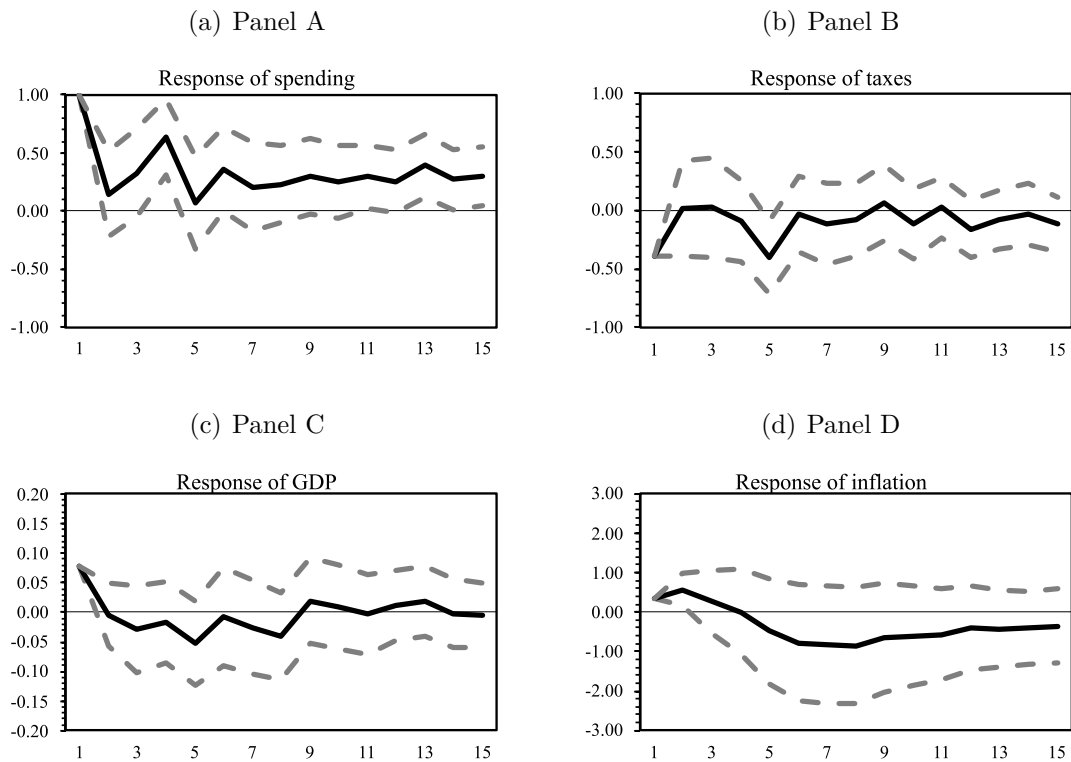 (a) Panel A
Response of spending
1.00
0.50
0.00
-0.50
-1.00
1 3 5 7 9 11 13 15
(b) Panel B
Response of taxes
1.00
0.50
0.00
-0.50
-1.00
1 3 5 7 9 11 13 15
(c) Panel C
Response of GDP
0.20
0.15
0.10
0.05
0.00
-0.05
-0.10
-0.15
-0.20
1 3 5 7 9 11 13 15
(d) Panel D
Response of inflation
3.00
2.00
1.00
0.00
-1.00
-2.00
-3.00
1 3 5 7 9 11 13 15